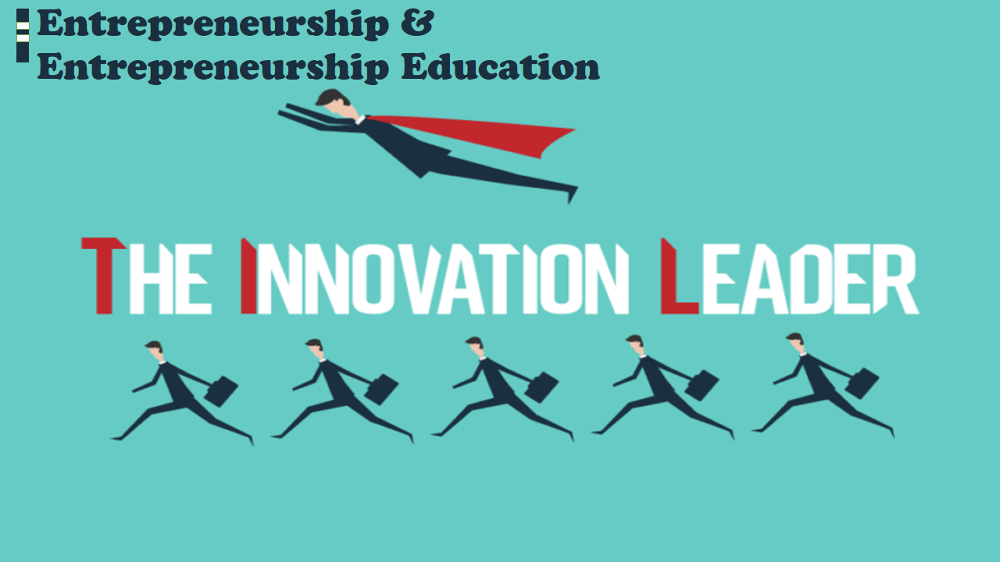 Entrepreneurship &
Entrepreneurship Education
THE INNOVATION LEADER